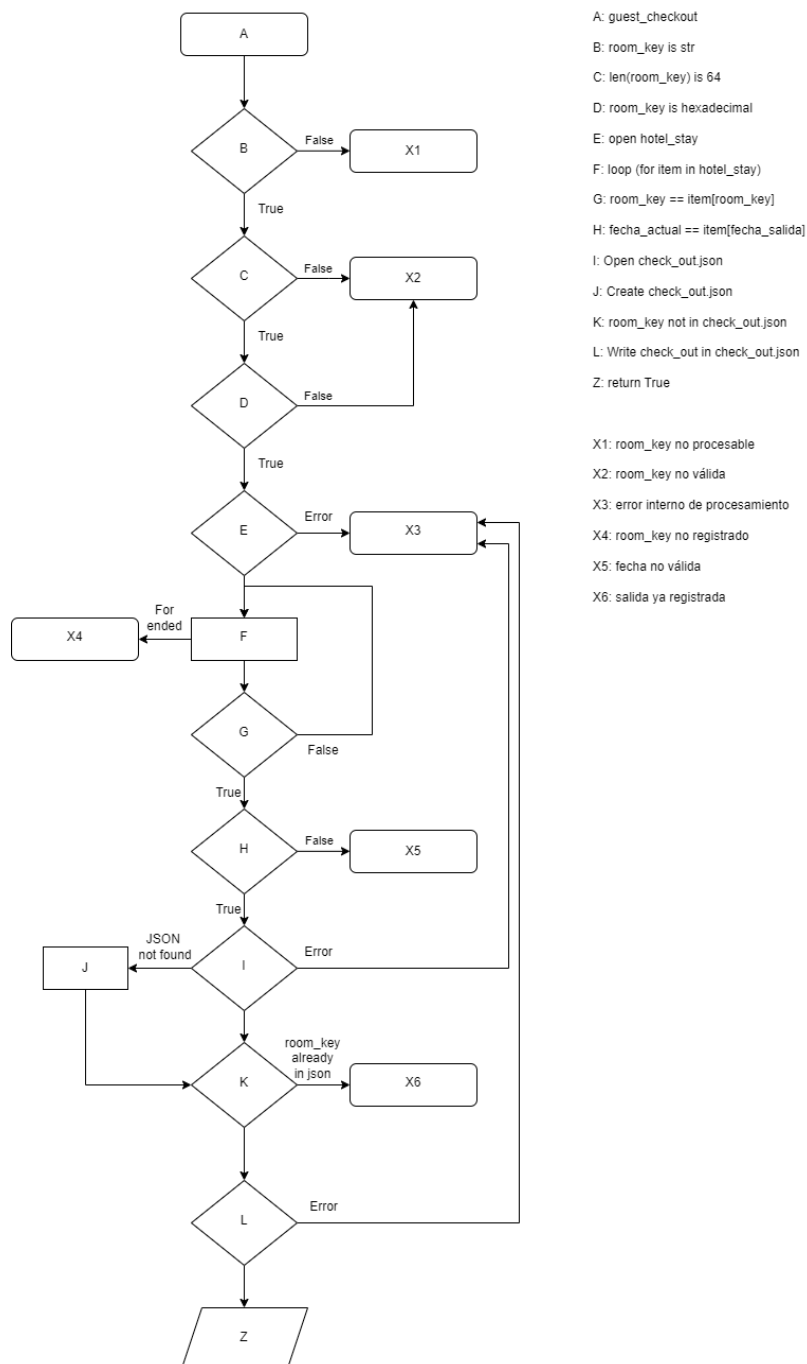 A
B
False
X1
True
C
False
X2
True
D
False
True
E
Error
X3
For
ended
X4
F
G
False
True
H
False
X5
True
JSON
not found
J
I
Error
room_key
already
in json
K
X6
L
Error
Z
A: guest_checkout
B: room_key is str
C: len(room_key) is 64
D: room_key is hexadecimal
E: open hotel_stay
F: loop (for item in hotel_stay)
G: room_key == item[room_key]
H: fecha_actual == item[fecha_salida]
I: Open check_out.json
J: Create check_out.json
K: room_key not in check_out.json
L: Write check_out in check_out.json
Z: return True
X1: room_key no procesable
X2: room_key no válida
X3: error interno de procesamiento
X4: room_key no registrado
X5: fecha no válida
X6: salida ya registrada